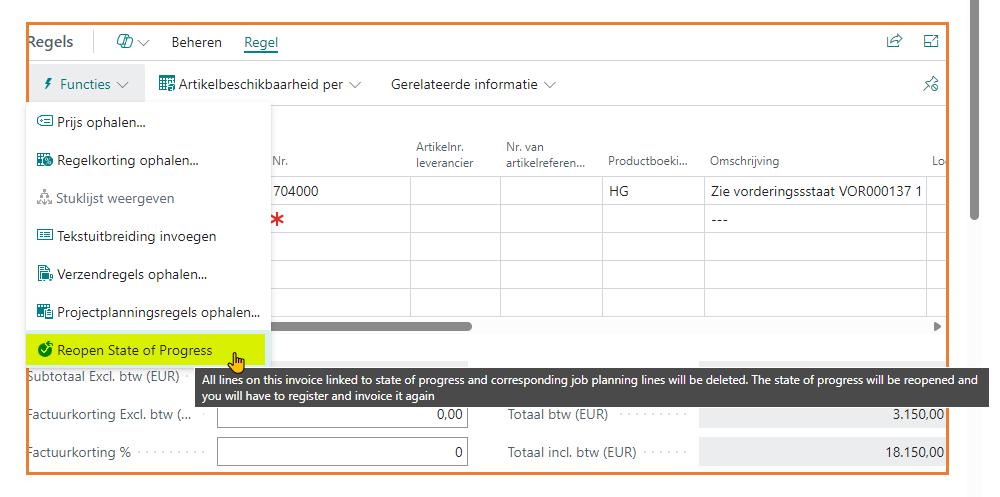 Regels
Beheren
Regel
Functies
Artikelbeschikbaarheid per
Gerelateerde informatie
Prijs ophalen...
Regelkorting ophalen...
Stuklijst weergeven
Tekstuitbreiding invoegen
Verzendregels ophalen...
Projectplanningsregels ophalen...
Reopen State of Progress
Nr.
Artikelnr.
leverancier
Nr. van
artikelreferen...
Productboeki...
Omschrijving
Lo
704000
HG
Zie vorderingssstaat VOR000137 1
---
All lines on this invoice linked to state of progress and corresponding job planning lines will be deleted. The state of progress will be reopened and
you will have to register and invoice it again
Subtotaal Excl. btw (EUR)
Factuurkorting Excl. btw (...
0,00
Totaal btw (EUR)
3.150,00
Factuurkorting %
0
Totaal incl. btw (EUR)
18.150,00